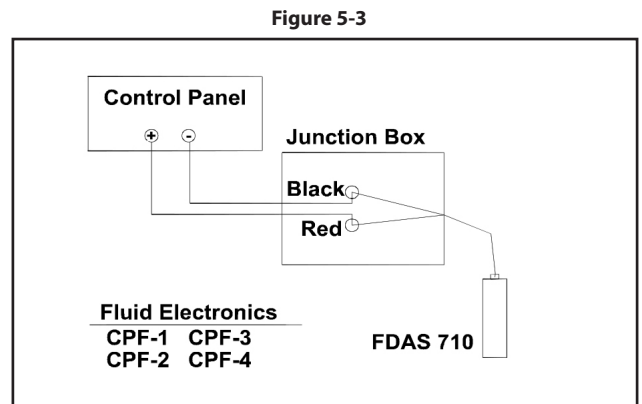 Figure 5-3
Control Panel
+ -
Junction Box
Black
Red
Fluid Electronics
CPF-1 CPF-3
CPF-2 CPF-4
FDAS 710